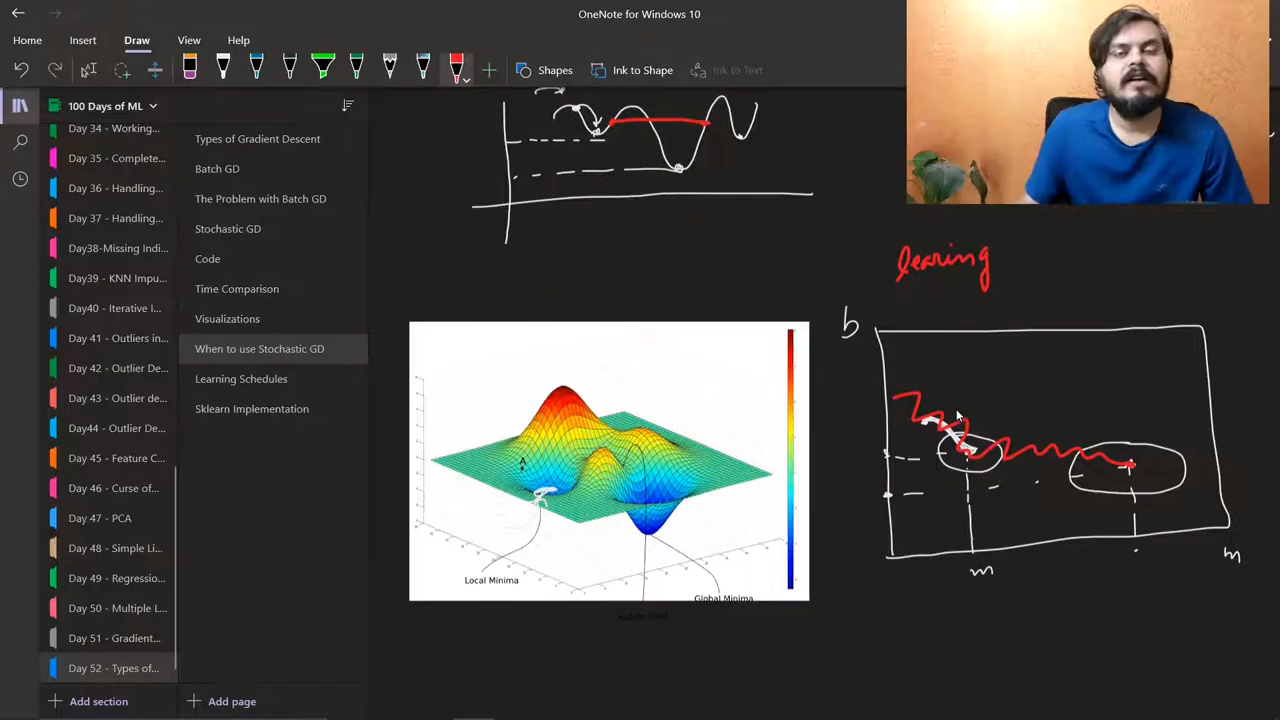 OneNote for Windows 10
Home Insert Draw View Help
Shapes Ink to Shape Ink to Text
100 Days of ML
Day 34 - Working...
Day 35 - Complete...
Day 36 - Handling...
Day 37 - Handling...
Day38-Missing Indi...
Day39 - KNN Impu...
Day40 - Iterative I...
Day 41 - Outliers in...
Day 42 - Outlier De...
Day 43 - Outlier de...
Day44 - Outlier De...
Day 45 - Feature C...
Day 46 - Curse of...
Day 47 - PCA
Day 48 - Simple Li...
Day 49 - Regressio...
Day 50 - Multiple L...
Day 51 - Gradient...
Day 52 - Types of...
Add section
Types of Gradient Descent
Batch GD
The Problem with Batch GD
Stochastic GD
Code
Time Comparison
Visualizations
When to use Stochastic GD
Learning Schedules
Sklearn Implementation
Add page
learing
b
A
Local Minima
Global Minima
m
m